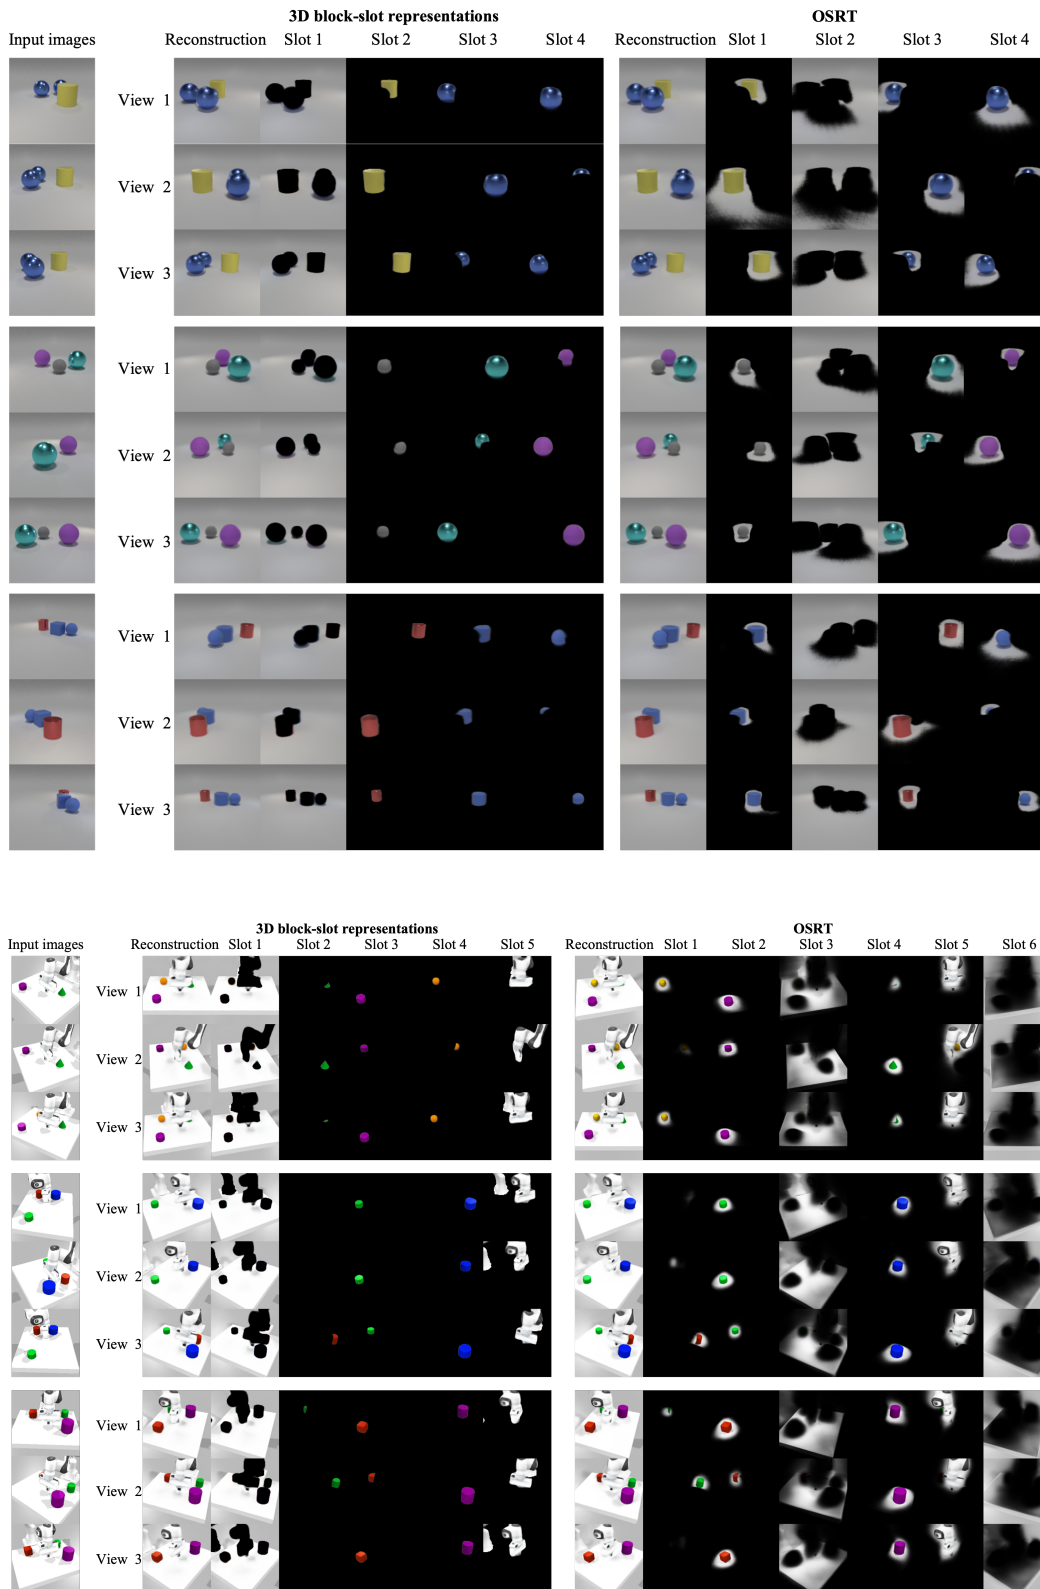 3D block-slot representations OSRT
Input images Reconstruction Slot 1 Slot 2 Slot 3 Slot 4 Reconstruction Slot 1 Slot 2 Slot 3 Slot 4
View 1
View 2
View 3
View 1
View 2
View 3
View 1
View 2
View 3
3D block-slot representations OSRT
Input images Reconstruction Slot 1 Slot 2 Slot 3 Slot 4 Slot 5 Reconstruction Slot 1 Slot 2 Slot 3 Slot 4 Slot 5 Slot 6
View 1
View 2
View 3
View 1
View 2
View 3
View 1
View 2
View 3